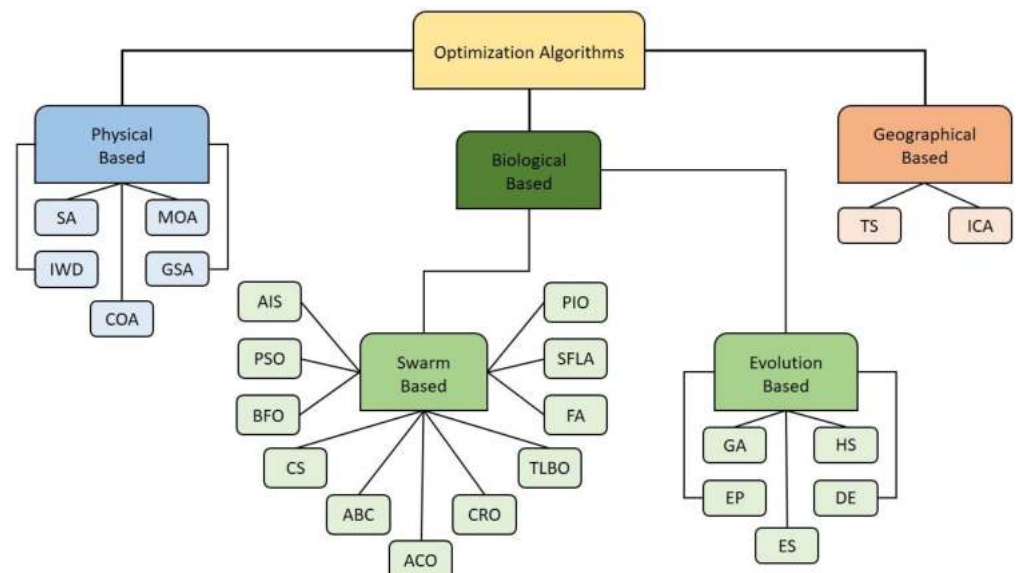 Optimization Algorithms
Physical
Based
Biological
Based
Geographical
Based
SA
MOA
IWD
GSA
COA
TS
ICA
AIS
PSO
BFO
PIO
SFLA
FA
Swarm
Based
CS
TLBO
ABC
CRO
ACO
Evolution
Based
GA
HS
EP
DE
ES